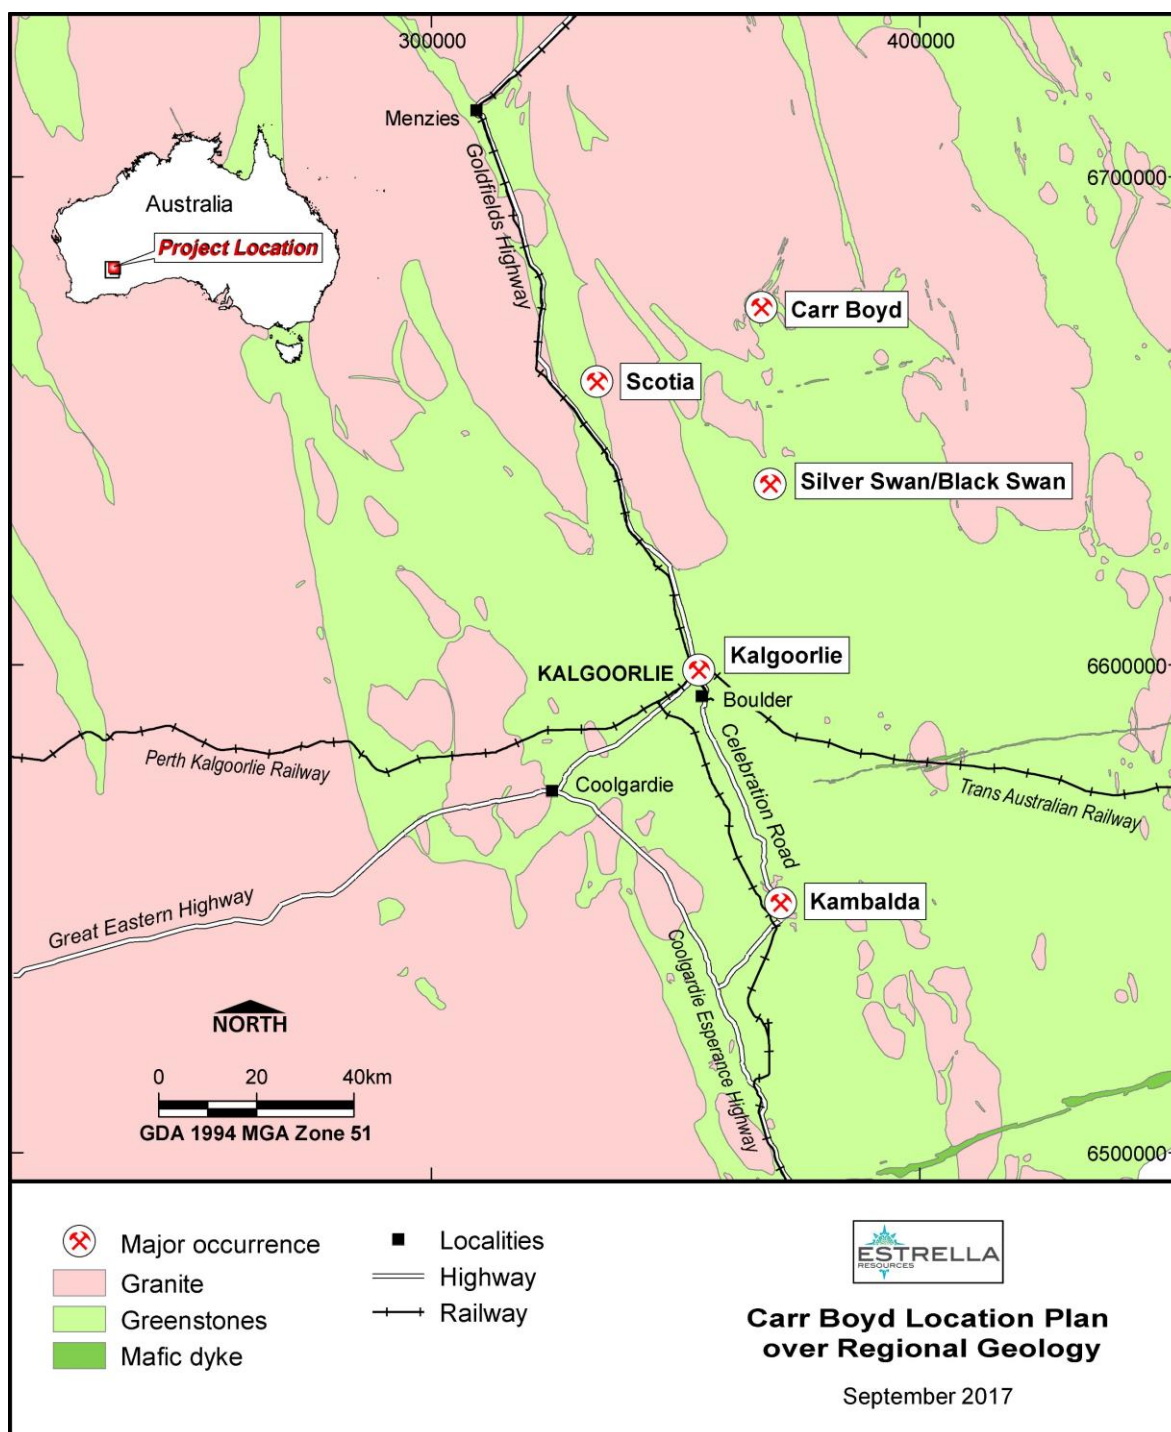 300000
400000
Menzies
Goldfields Highway
6700000
Australia
Project Location
Carr Boyd
Scotia
Silver Swan/Black Swan
Kalgoorlie
KALGOORLIE
6600000
Boulder
Perth Kalgoorlie Railway
Celebration Road
Coolgardie
Trans Australian Railway
Great Eastern Highway
Kambalda
Coolgardie Esperance Highway
NORTH
0 20 40km
GDA 1994 MGA Zone 51
6500000
Major occurrence
Granite
Greenstones
Mafic dyke
Localities
Highway
Railway
ESTRELLA
RESOURCES
Carr Boyd Location Plan
over Regional Geology
September 2017